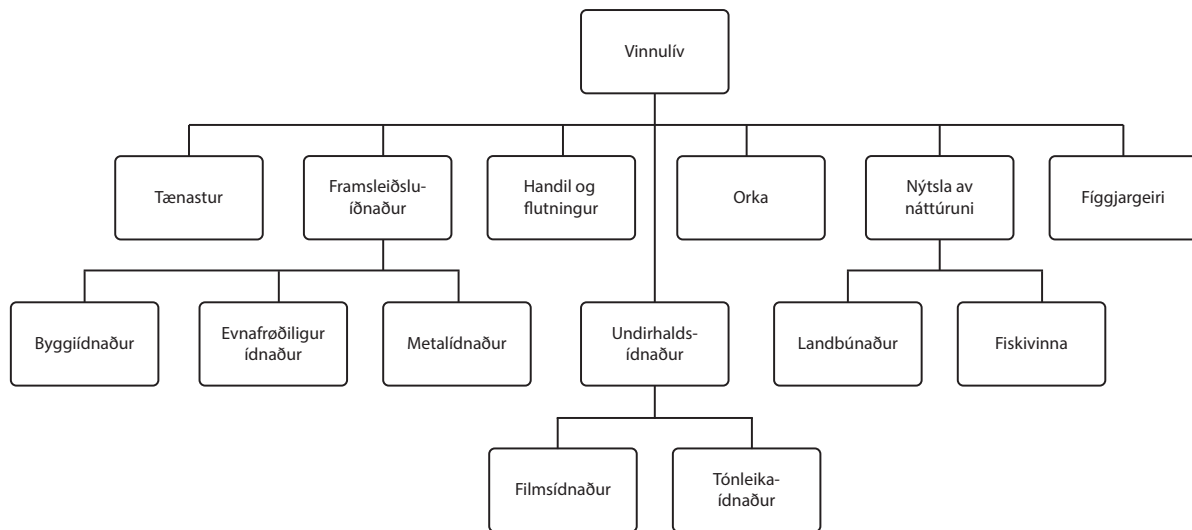 Vinnulív
Tænastur
Framsleiðslu-
íðnaður
Handil og
flutningur
Orka
Nýtsla av
náttúruni
Fíggjargeiri
Byggiídnaður
Evnafrøðiligur
ídnaður
Metalídnaður
Undirhalds-
ídnaður
Landbúnaður
Fiskivinna
Filmsídnaður
Tónleika-
ídnaður